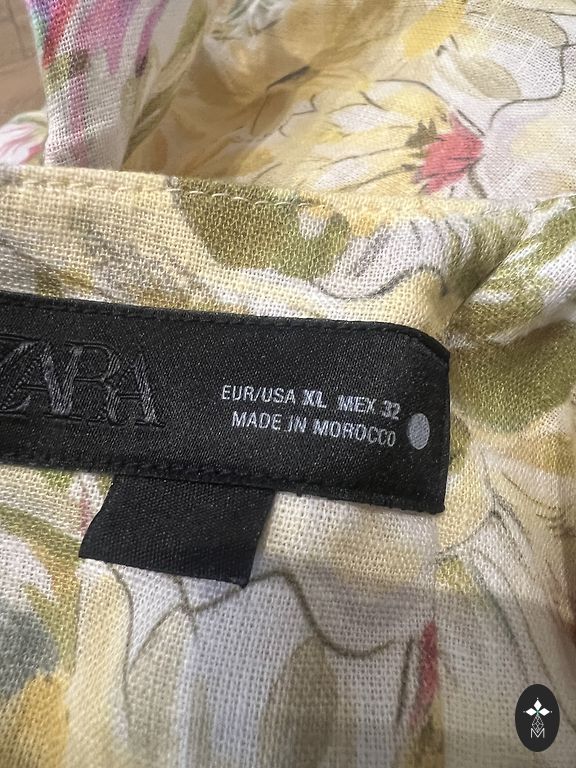 ZARA
EUR/USA XL MEX 32
MADE IN MOROCCO
M